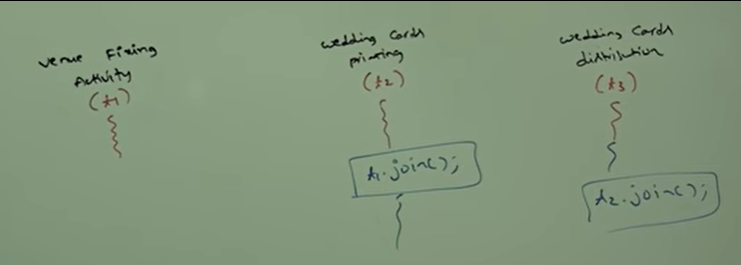 Venue Fixing
Activity
(t1)
wedding Cards
printing
(t2)
t1.join();
wedding Cards
distribution
(t3)
t2.join();